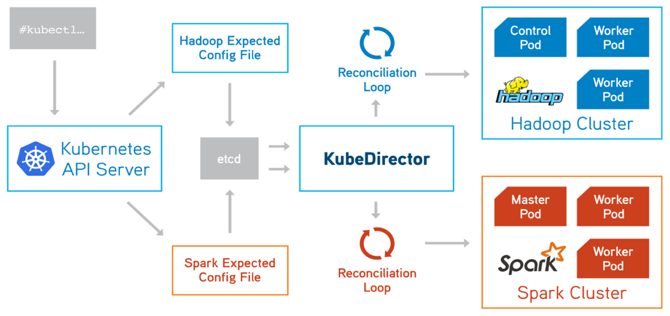 #kubectl...
Hadoop Expected
Config File
Kubernetes
API Server
etcd
Spark Expected
Config File
KubeDirector
Reconciliation
Loop
Reconciliation
Loop
Control
Pod
Worker
Pod
hadoop
Worker
Pod
Hadoop Cluster
Master
Pod
Worker
Pod
Spark
Worker
Pod
Spark Cluster